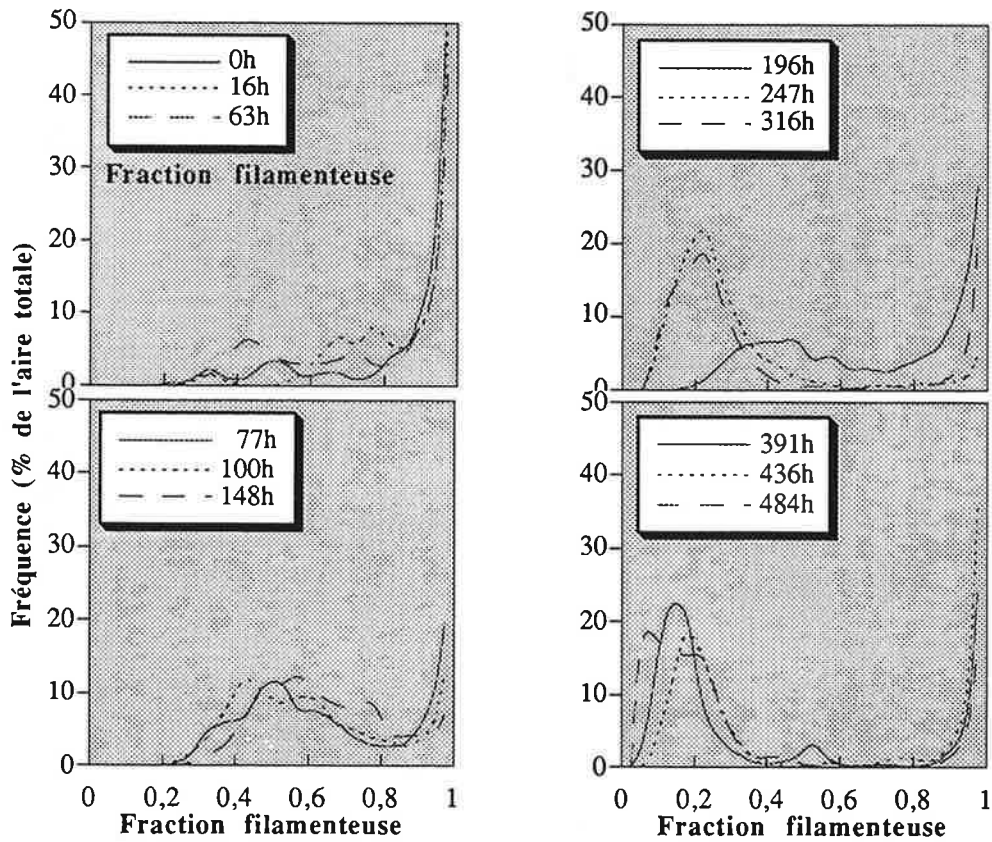 Fréquence (% de l'aire totale)
50
40
30
20
10
0
0h
16h
63h
Fraction filamenteuse
50
40
30
20
10
0
196h
247h
316h
50
40
30
20
10
0
77h
100h
148h
0 0,2 0,4 0,6 0,8 1
Fraction filamenteuse
50
40
30
20
10
0
391h
436h
484h
0 0,2 0,4 0,6 0,8 1
Fraction filamenteuse